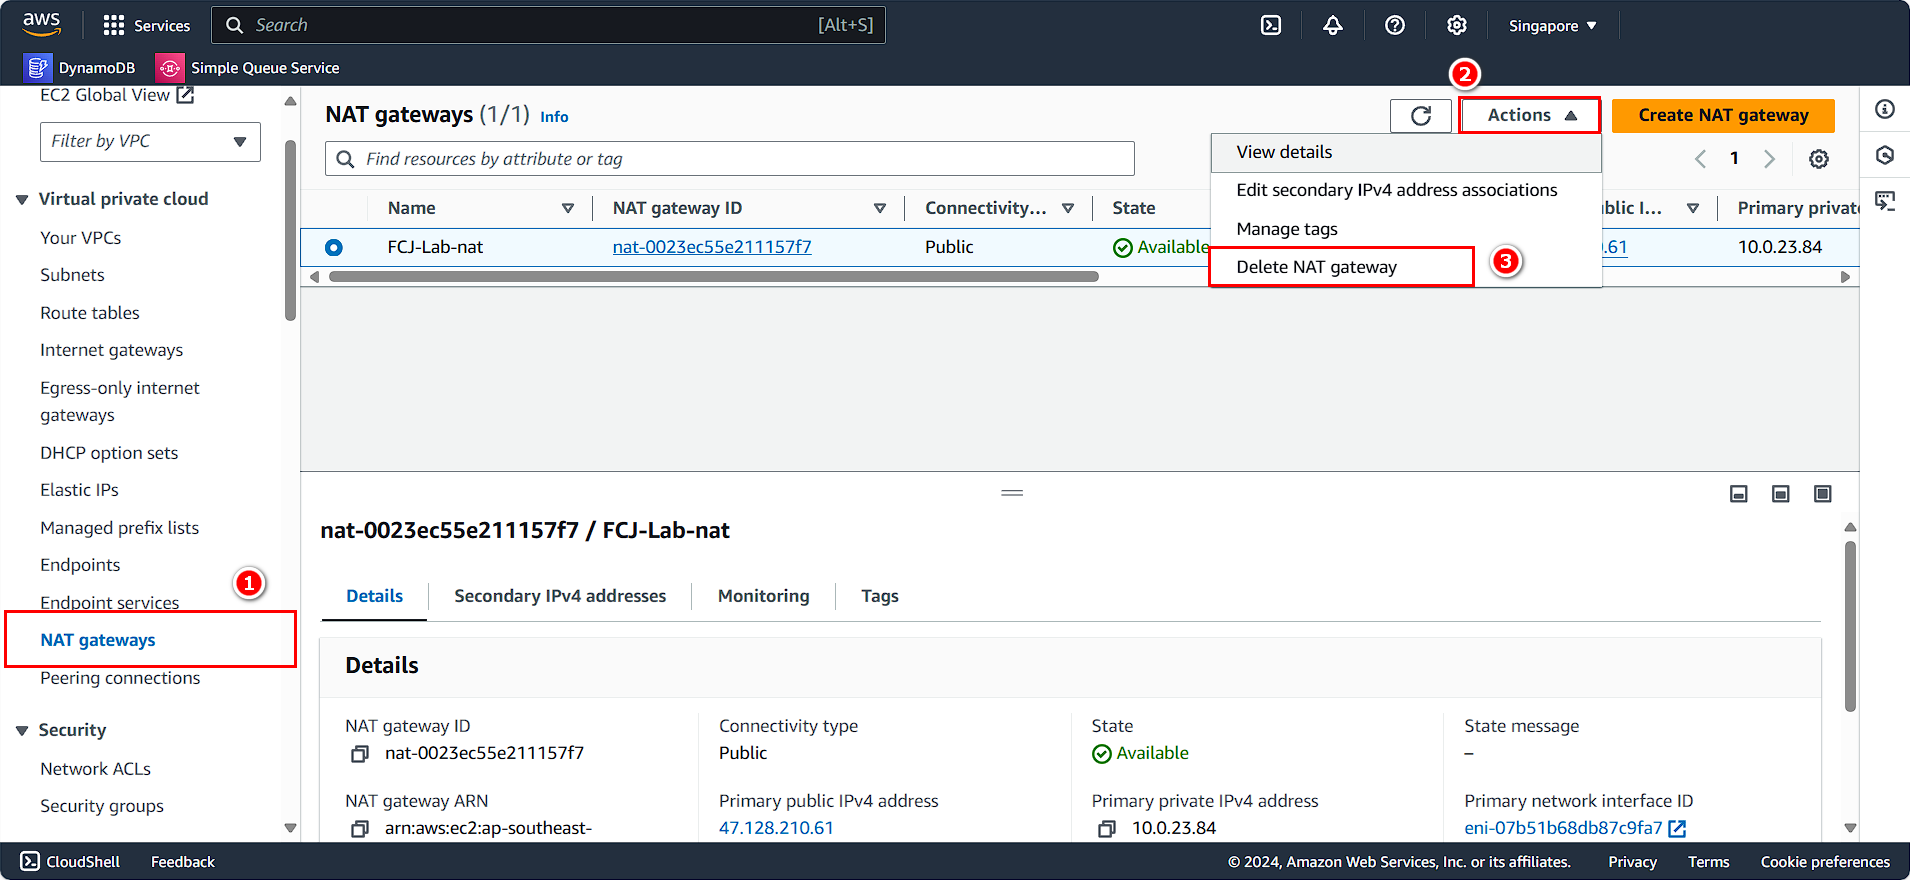 aws
Services
Search
[Alt+S]
Singapore
DynamoDB
Simple Queue Service
EC2 Global View
Filter by VPC
Virtual private cloud
Your VPCs
Subnets
Route tables
Internet gateways
Egress-only internet
gateways
DHCP option sets
Elastic IPs
Managed prefix lists
Endpoints
1
Endpoint services
NAT gateways
Peering connections
Security
Network ACLs
Security groups
NAT gateways (1/1) Info
2
Actions
Create NAT gateway
Find resources by attribute or tag
1
View details
Edit secondary IPv4 address associations
Manage tags
Delete NAT gateway
3
Name
NAT gateway ID
Connectivity...
State
blic I...
Primary private
FCJ-Lab-nat
nat-0023ec55e211157f7
Public
Available
.61
10.0.23.84
nat-0023ec55e211157f7 / FCJ-Lab-nat
Details
Secondary IPv4 addresses
Monitoring
Tags
Details
NAT gateway ID
nat-0023ec55e211157f7
Connectivity type
Public
State
Available
State message
–
NAT gateway ARN
arn:aws:ec2:ap-southeast-
Primary public IPv4 address
47.128.210.61
Primary private IPv4 address
10.0.23.84
Primary network interface ID
eni-07b51b68db87c9fa7
CloudShell
Feedback
© 2024, Amazon Web Services, Inc. or its affiliates.
Privacy
Terms
Cookie preferences